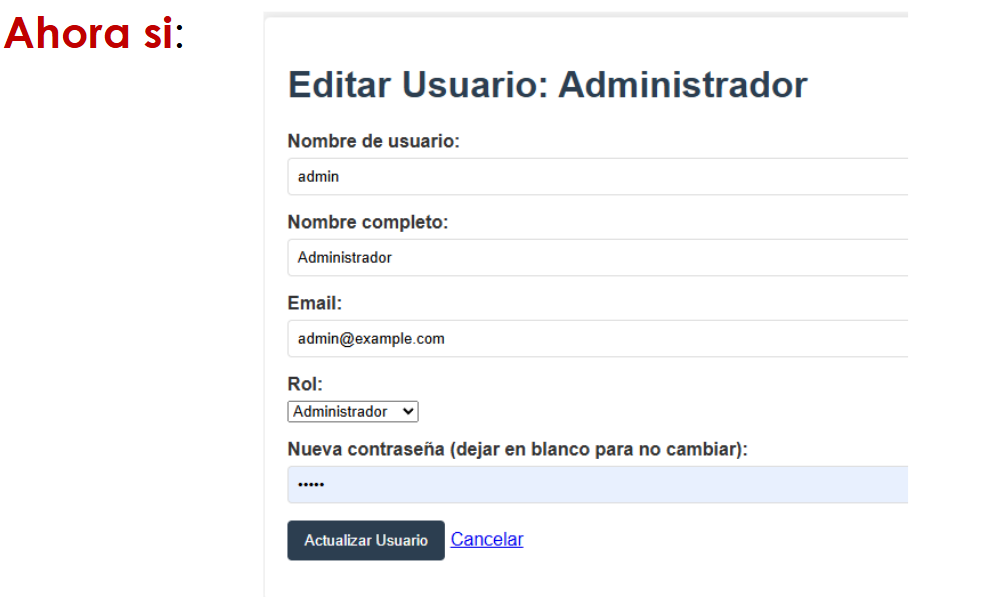 Ahora si:
Editar Usuario: Administrador
Nombre de usuario:
admin
Nombre completo:
Administrador
Email:
admin@example.com
Rol:
Administrador
Nueva contraseña (dejar en blanco para no cambiar):
•••••
Actualizar Usuario Cancelar